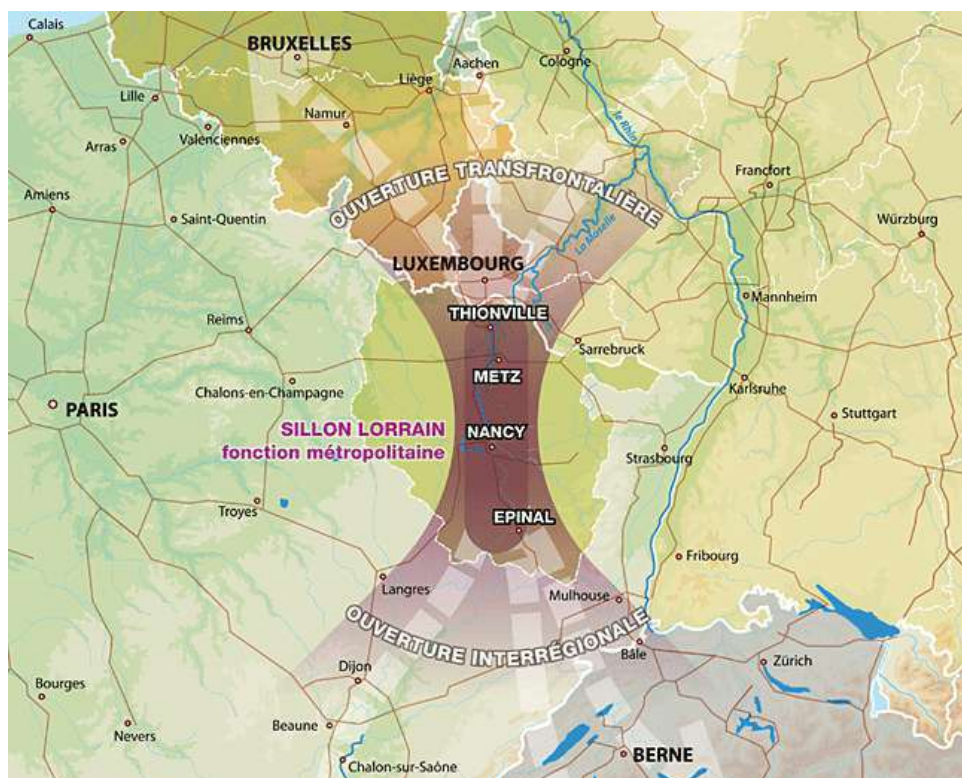 Calais
BRUXELLES
Aachen
Cologne
Liège
Lille
Namur
Valenciennes
Arras
le Rhin
Francfort
OUVERTURE TRANSFRONTALIÈRE
Amiens
Saint-Quentin
Würzburg
La Moselle
LUXEMBOURG
Mannheim
THIONVILLE
Reims
Sarrebruck
METZ
Chalons-en-Champagne
Karlsruhe
PARIS
Stuttgart
SILLON LORRAIN
fonction métropolitaine
NANCY
Strasbourg
Troyes
EPINAL
Fribourg
Langres
Mulhouse
OUVERTURE INTERRÉGIONALE
Bâle
Zürich
Dijon
Bourges
Beaune
Nevers
BERNE
Chalon-sur-Saône